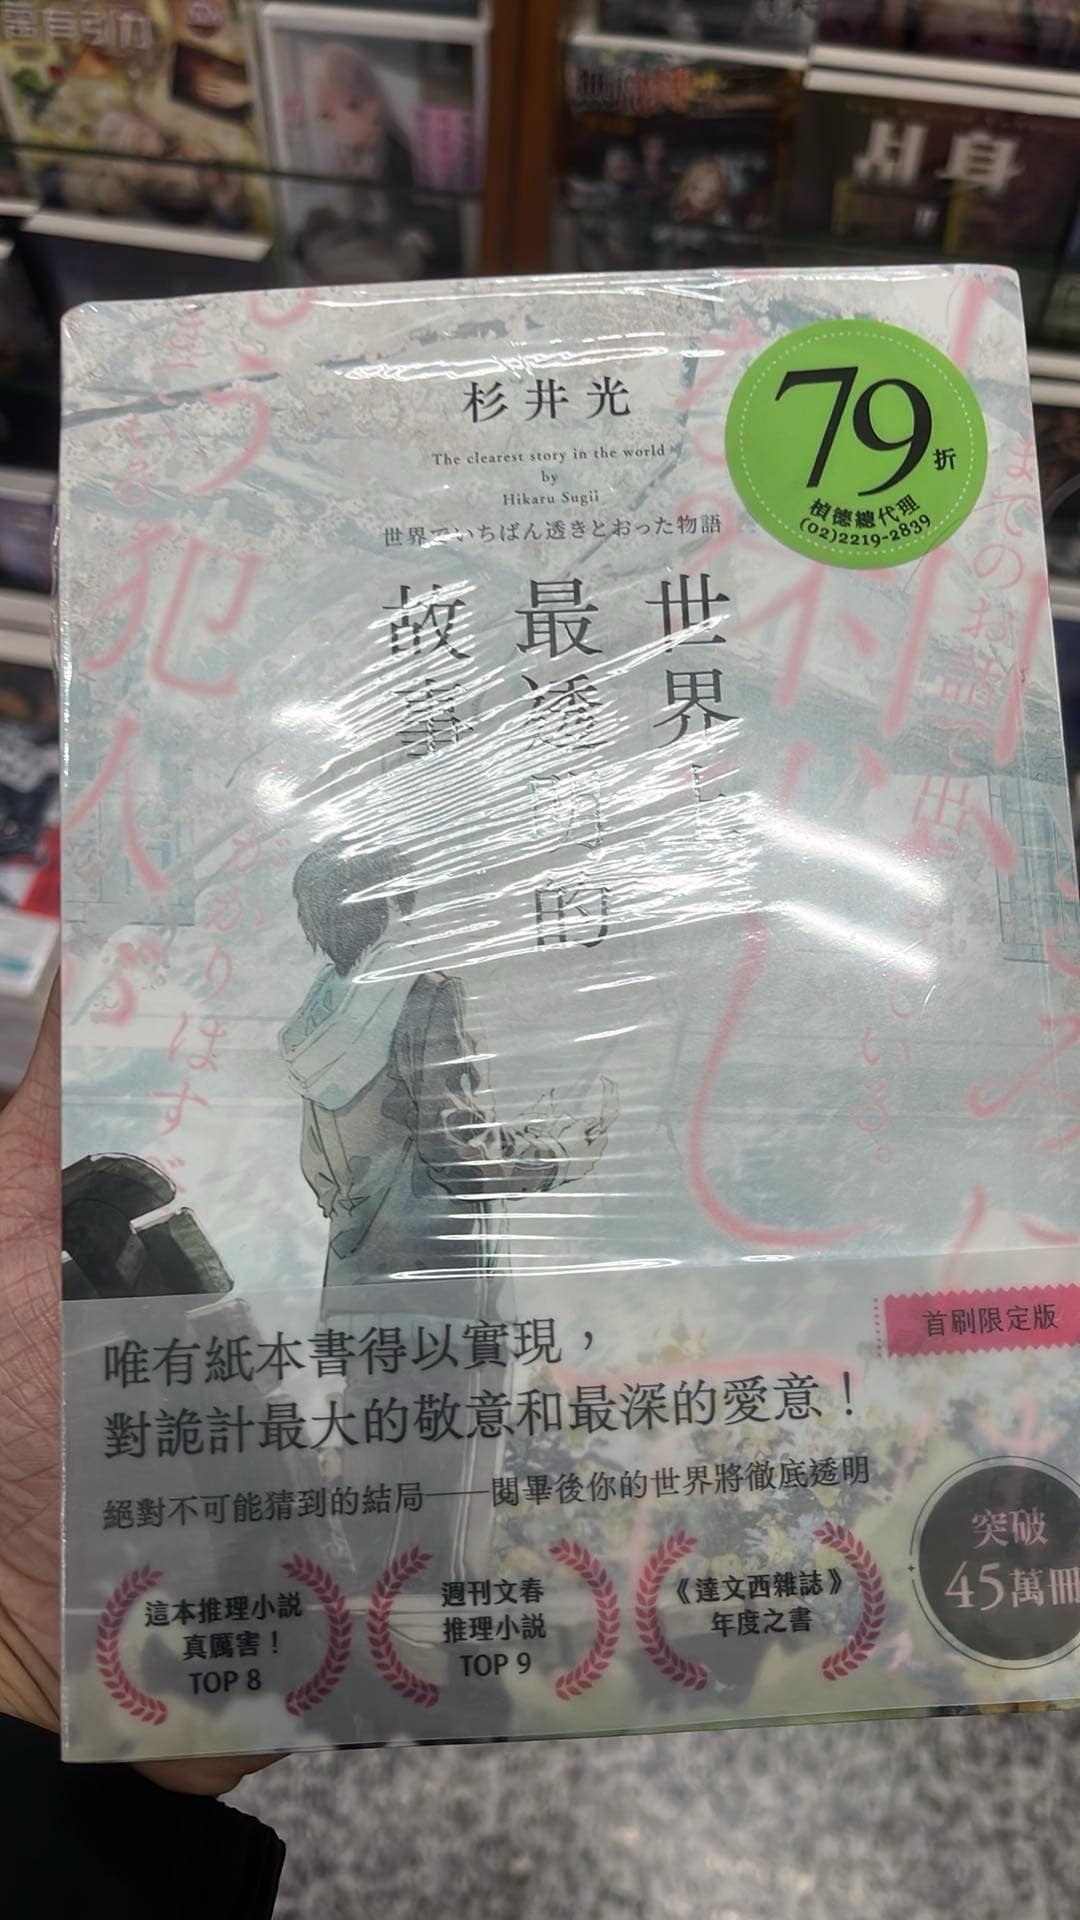 萬有引力
杉井光
The clearest story in the world
by
Hikaru Sugii
世界でいちばん透きとおった物語
世界上
最透明的
故事
79折
楨德總代理
(02)2219-2839
首刷限定版
唯有紙本書得以實現，
對詭計最大的敬意和最深的愛意！
絕對不可能猜到的結局——閱畢後你的世界將徹底透明
突破
45萬冊
這本推理小説
真厲害！
TOP 8
週刊文春
推理小説
TOP 9
《達文西雜誌》
年度之書